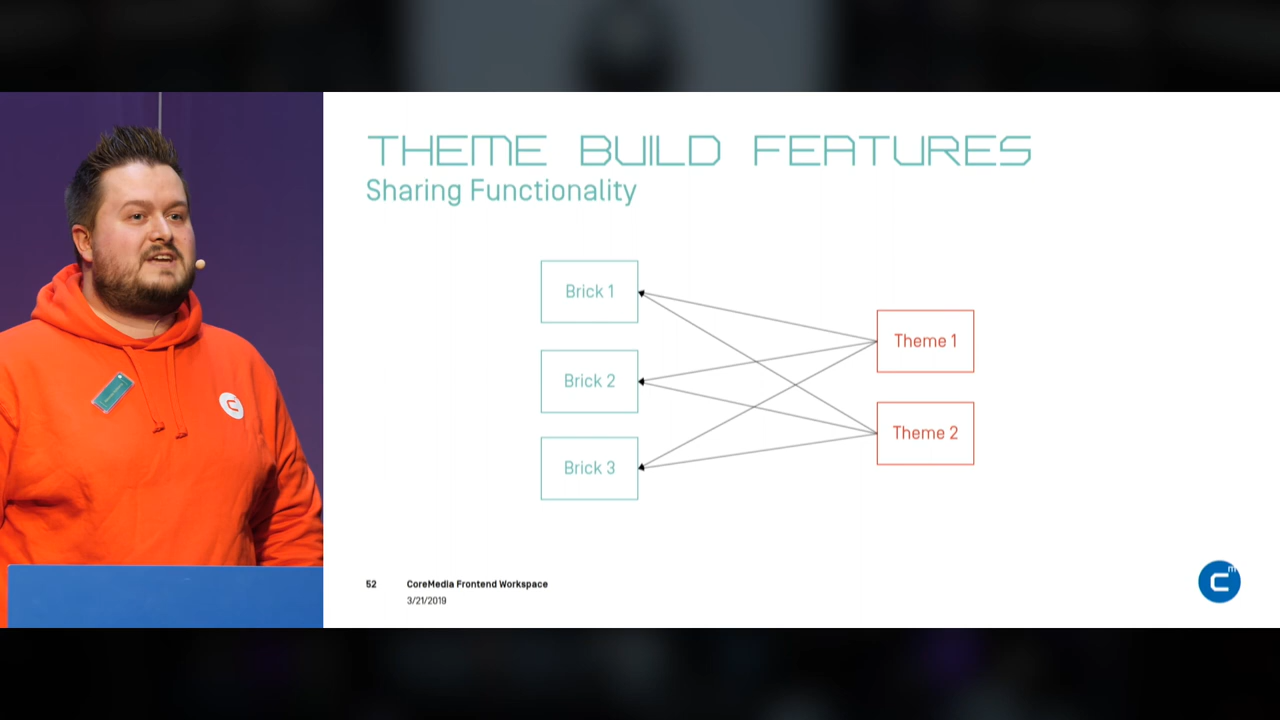 THEME BUILD FEATURES
Sharing Functionality
Brick 1
Theme 1
Brick 2
Theme 2
Brick 3
52 CoreMedia Frontend Workspace
3/21/2019
cm